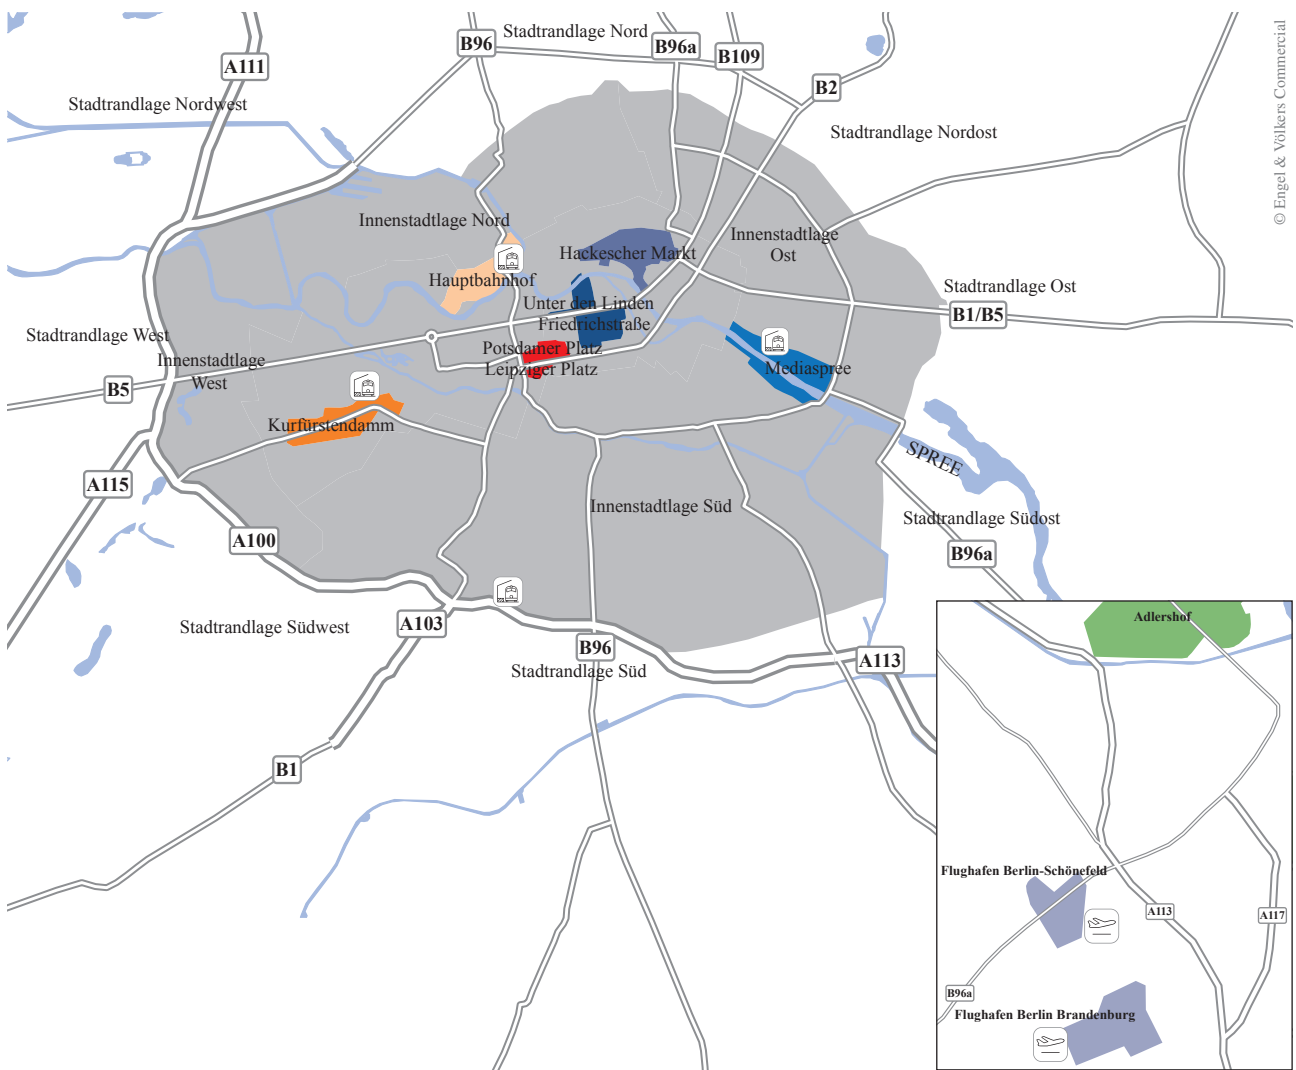 Stadtrandlage Nord
B96
B96a
B109
A111
B2
© Engel & Völkers Commercial
Stadtrandlage Nordwest
Stadtrandlage Nordost
Innenstadtlage Nord
Innenstadtlage
Ost
Hackescher Markt
Hauptbahnhof
Stadtrandlage Ost
Unter den Linden
Friedrichstraße
B1/B5
Stadtrandlage West
Innenstadtlage
West
Potsdamer Platz
Leipziger Platz
Mediaspree
B5
Kurfürstendamm
SPREE
A115
Innenstadtlage Süd
Stadtrandlage Südost
A100
B96a
Stadtrandlage Südwest
A103
B96
Stadtrandlage Süd
A113
B1
Adlershof
Flughafen Berlin-Schönefeld
A113
A117
B96a
Flughafen Berlin Brandenburg